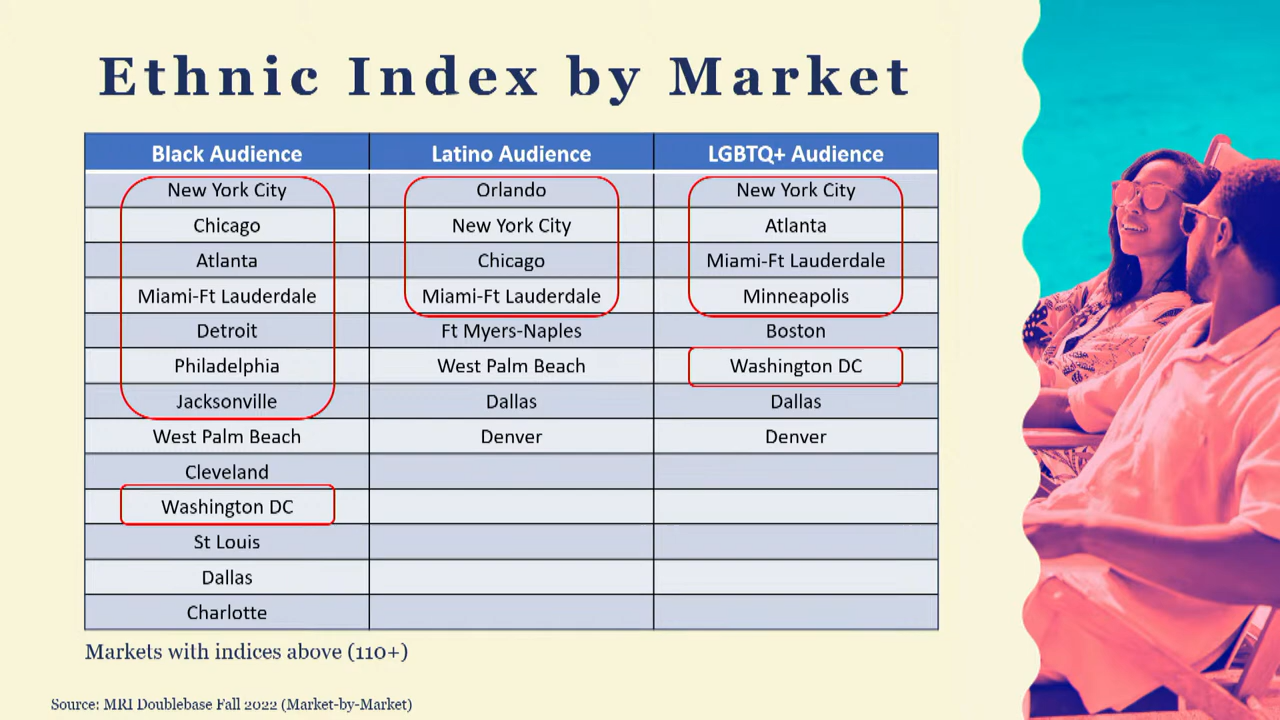 Ethnic Index by Market
Black Audience Latino Audience LGBTQ+ Audience
New York City Orlando New York City
Chicago New York City Atlanta
Atlanta Chicago Miami-Ft Lauderdale
Miami-Ft Lauderdale Miami-Ft Lauderdale Minneapolis
Detroit Ft Myers-Naples Boston
Philadelphia West Palm Beach Washington DC
Jacksonville Dallas Dallas
West Palm Beach Denver Denver
Cleveland
Washington DC
St Louis
Dallas
Charlotte
Markets with indices above (110+)
Source: MRI Doublebase Fall 2022 (Market-by-Market)